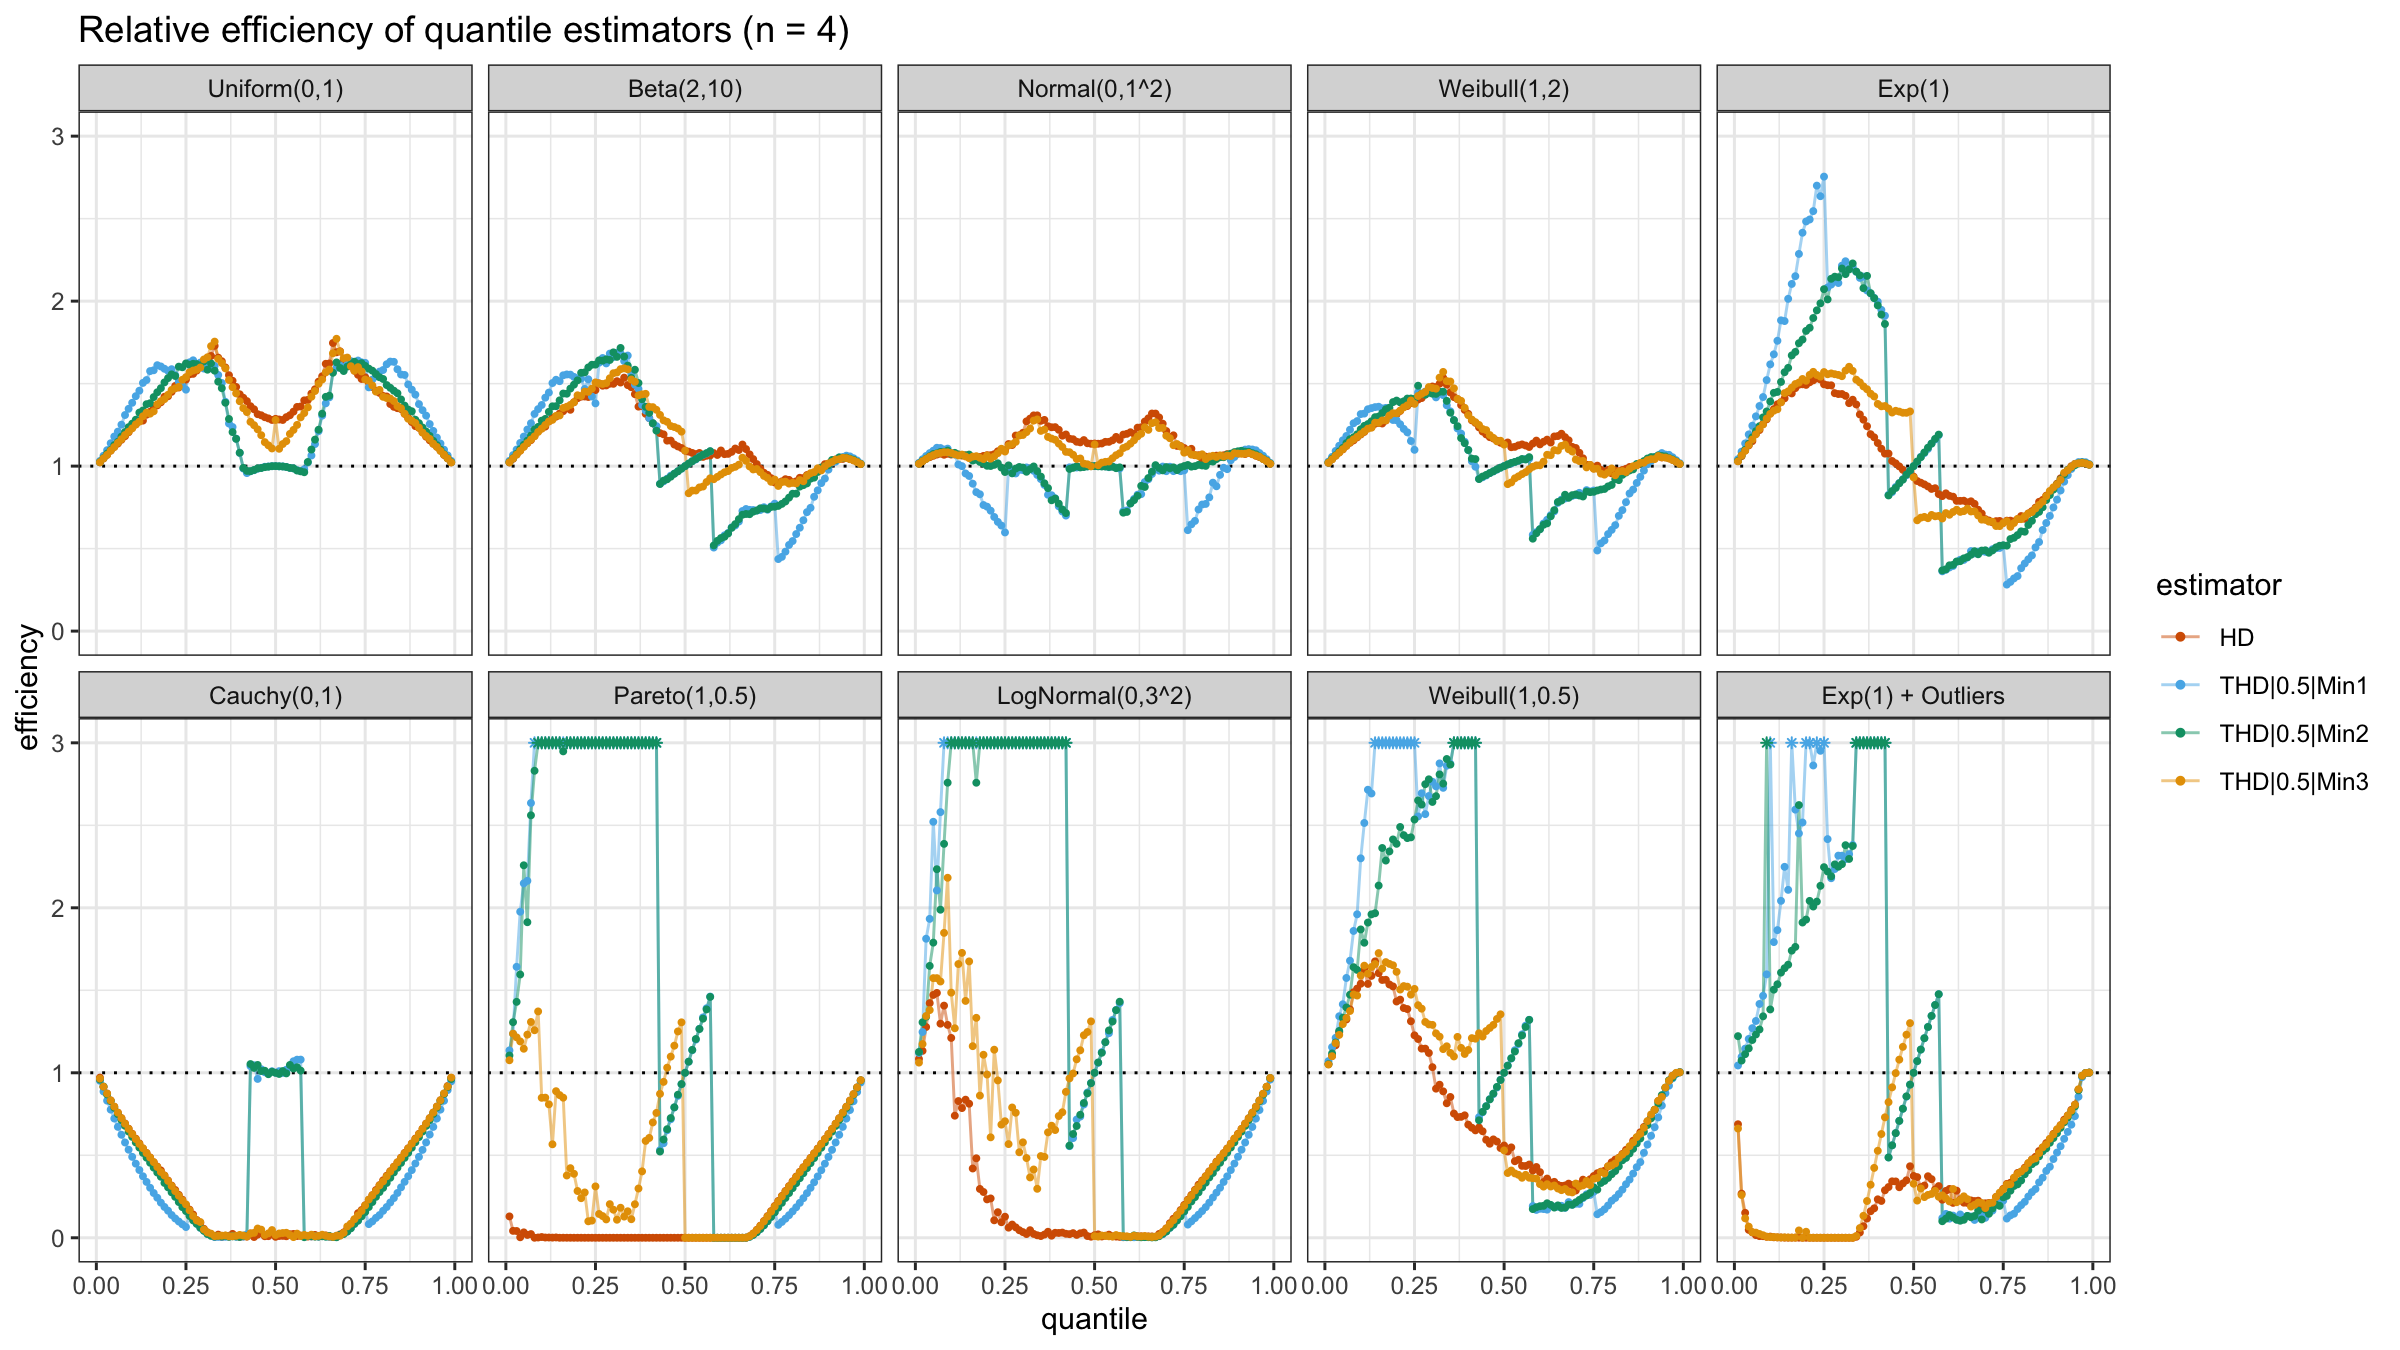 Relative efficiency of quantile estimators (n = 4)
Uniform(0,1)
Beta(2,10)
Normal(0,1^2)
Weibull(1,2)
Exp(1)
3
2
1
0
efficiency
Cauchy(0,1)
Pareto(1,0.5)
LogNormal(0,3^2)
Weibull(1,0.5)
Exp(1) + Outliers
3
2
1
0
0.00 0.25 0.50 0.75 1.00 0.00 0.25 0.50 0.75 1.00 0.00 0.25 0.50 0.75 1.00 0.00 0.25 0.50 0.75 1.00 0.00 0.25 0.50 0.75 1.00
quantile
estimator
HD
THD|0.5|Min1
THD|0.5|Min2
THD|0.5|Min3